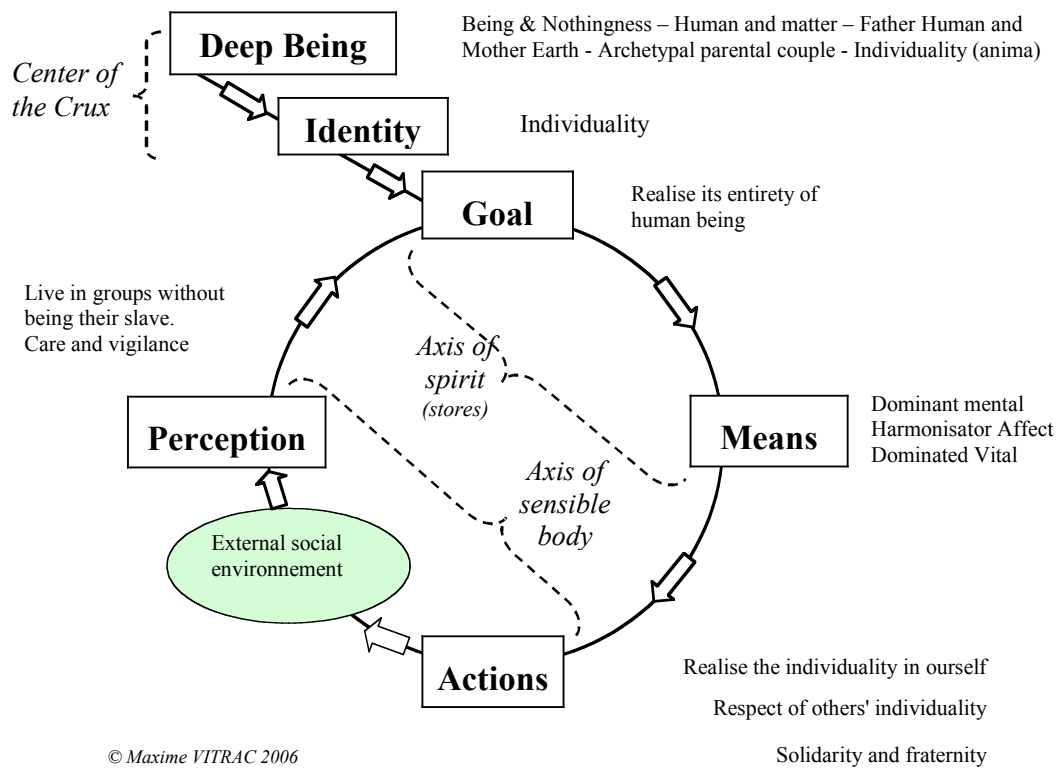 Deep Being
Being & Nothingness – Human and matter – Father Human and
Mother Earth - Archetypal parental couple - Individuality (anima)
Center of
the Crux
Identity
Individuality
Goal
Realise its entirety of
human being
Live in groups without
being their slave.
Care and vigilance
Axis of
spirit
(stores)
Perception
Means
Dominant mental
Harmonisator Affect
Dominated Vital
Axis of
sensible
body
External social
environnement
Actions
Realise the individuality in ourself
Respect of others' individuality
Solidarity and fraternity
© Maxime VITRAC 2006